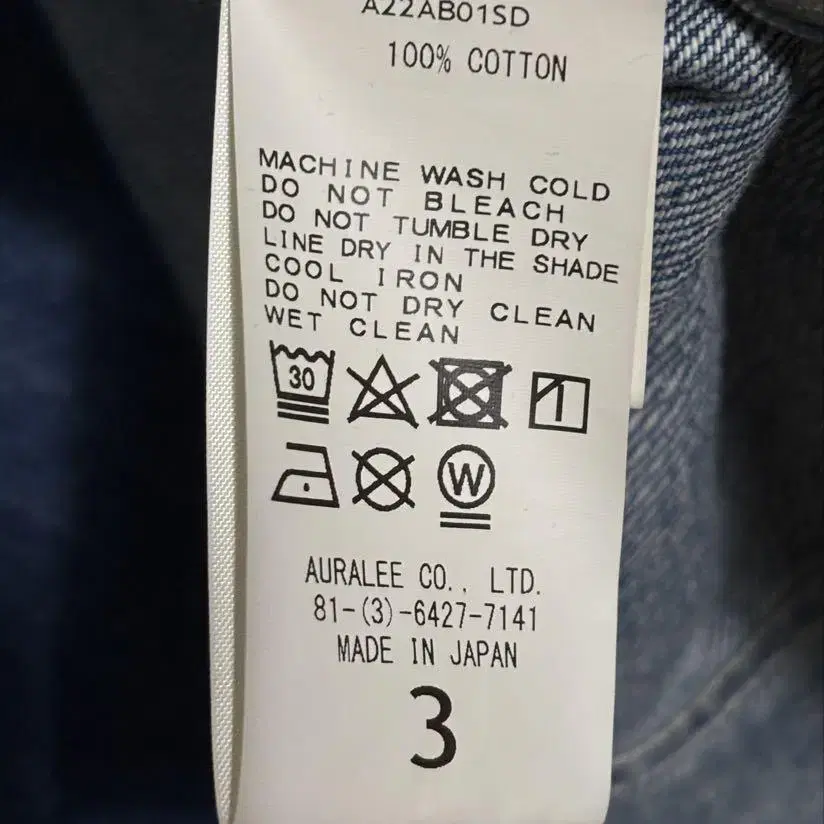 A22AB01SD
100% COTTON
MACHINE WASH COLD
DO NOT BLEACH
DO NOT TUMBLE DRY
LINE DRY IN THE SHADE
COOL IRON
DO NOT DRY CLEAN
WET CLEAN
30
W
AURALEE CO., LTD.
81-(3)-6427-7141
MADE IN JAPAN
3